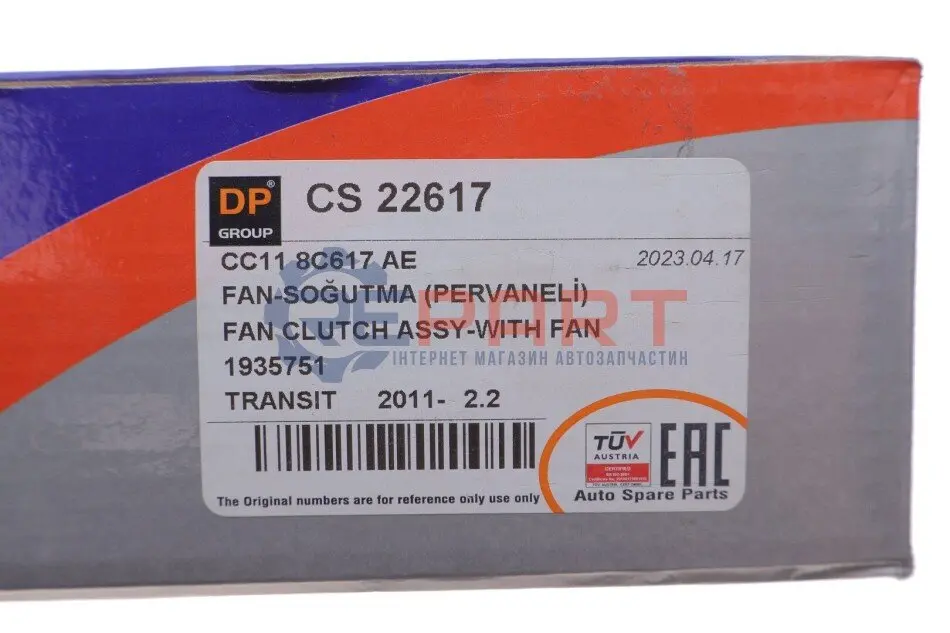 DP® CS 22617
GROUP
CC11 8C617 AE 2023.04.17
FAN-SOĞUTMA (PERVANELİ)
PART
FAN CLUTCH ASSY-WITH FAN
ІНТЕРНЕТ МАГАЗИН АВТОЗАПЧАСТИН
1935751
TRANSIT 2011- 2.2
TÜV
AUSTRIA
CERTIFIED
EAC
Auto Spare Parts
The Original numbers are for reference only use only